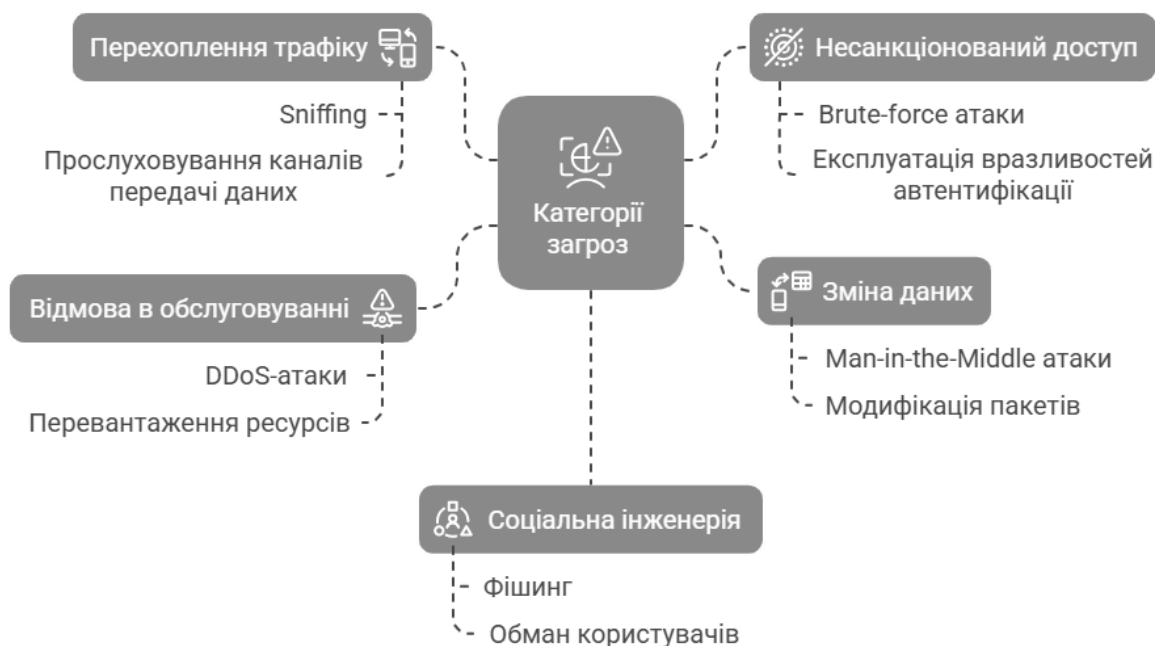 Перехоплення трафіку
Sniffing
Прослуховування каналів
передачі даних
Несанкціонований доступ
Brute-force атаки
Експлуатація вразливостей
автентифікації
Категорії
загроз
Відмова в обслуговуванні
DDoS-атаки
Перевантаження ресурсів
Зміна даних
Man-in-the-Middle атаки
Модифікація пакетів
Соціальна інженерія
Фішинг
Обман користувачів